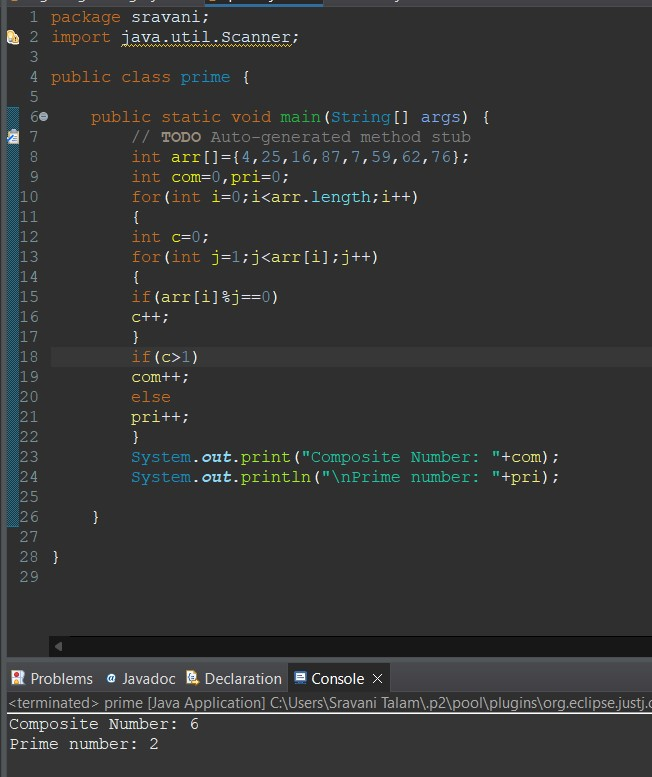 1 package sravani;
2 import java.util.Scanner;
3
4 public class prime {
5
6 public static void main(String[] args) {
7 // TODO Auto-generated method stub
8 int arr[]={4,25,16,87,7,59,62,76};
9 int com=0,pri=0;
10 for(int i=0;i<arr.length;i++)
11 {
12 int c=0;
13 for(int j=1;j<arr[i];j++)
14 {
15 if(arr[i]%j==0)
16 c++;
17 }
18 if(c>1)
19 com++;
20 else
21 pri++;
22 }
23 System.out.print("Composite Number: "+com);
24 System.out.println("\nPrime number: "+pri);
25
26 }
27
28 }
29
Problems @ Javadoc Declaration Console ×
<terminated> prime [Java Application] C:\Users\Sravani Talam\.p2\pool\plugins\org.eclipse.justj.
Composite Number: 6
Prime number: 2